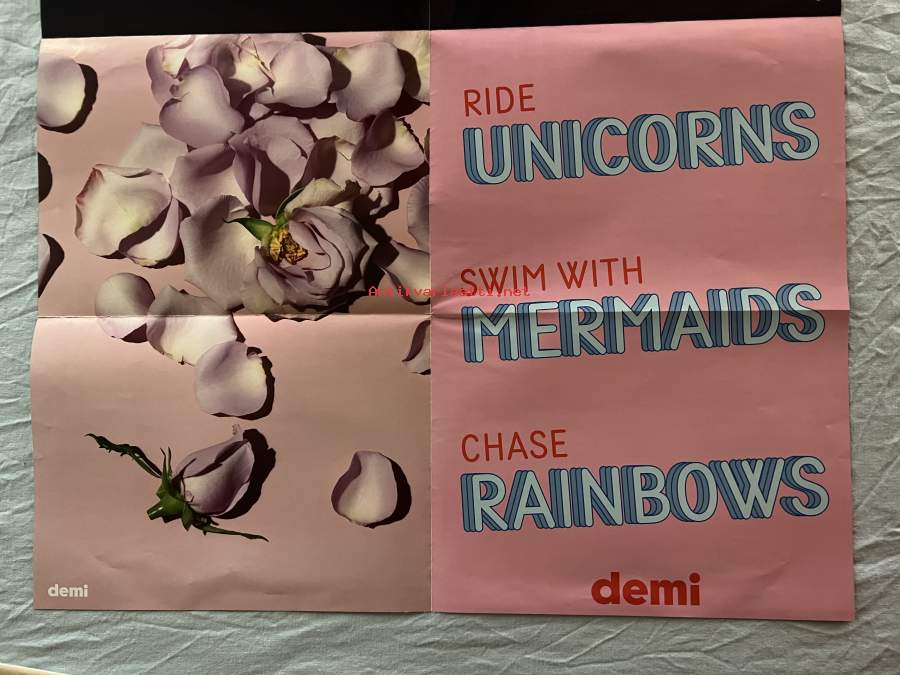 RIDE
UNICORNS
SWIM WITH
MERMAIDS
CHASE
RAINBOWS
demi
demi